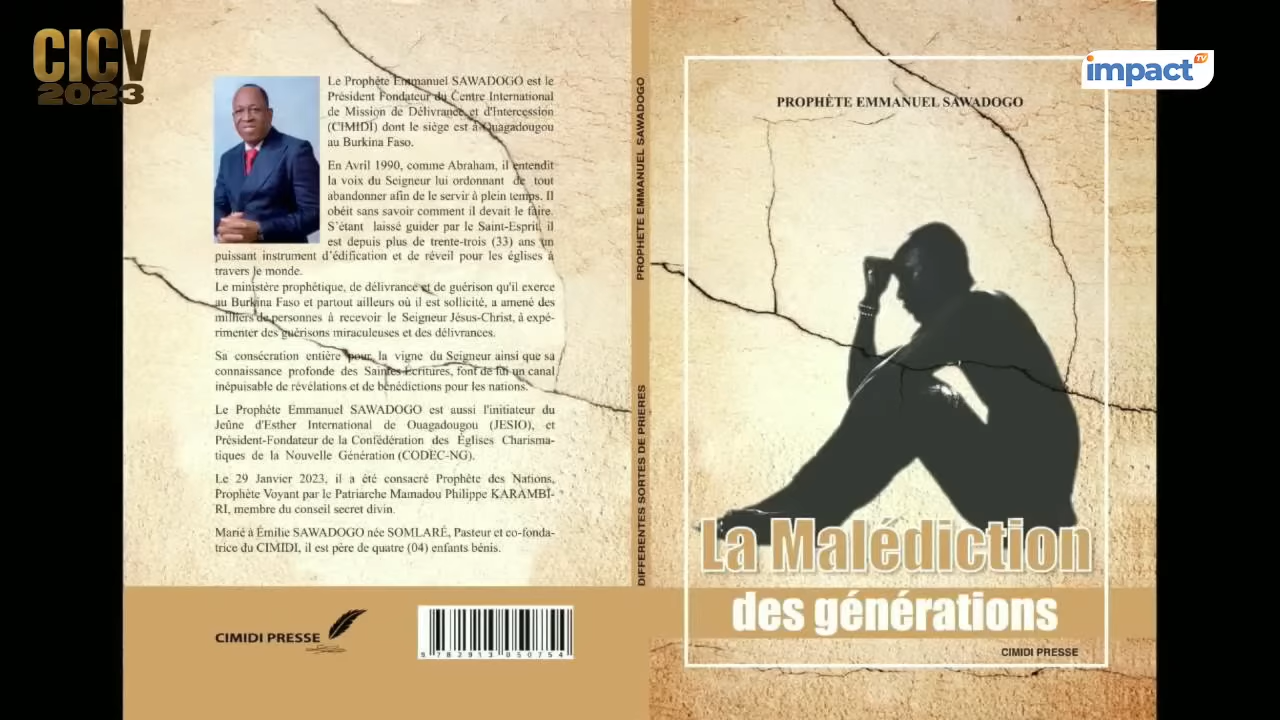 CICV
2023
impact TV
Le Prophète Emmanuel SAWADOGO est le
Président Fondateur du Centre International
de Mission de Délivrance et d'Intercession
(CIMIDI) dont le siège est à Ouagadougou
au Burkina Faso.
En Avril 1990, comme Abraham, il entendit
la voix du Seigneur lui ordonnant de tout
abandonner afin de le servir à plein temps. Il
obéit sans savoir comment il devait le faire.
S'étant laissé guider par le Saint-Esprit, il
est depuis plus de trente-trois (33) ans un
puissant instrument d'édification et de réveil pour les églises à
travers le monde.
Le ministère prophétique, de délivrance et de guérison qu'il exerce
au Burkina Faso et partout ailleurs où il est sollicité, a amené des
milliers de personnes à recevoir le Seigneur Jésus-Christ, à expé-
rimenter des guérisons miraculeuses et des délivrances.
Sa consécration entière pour la vigne du Seigneur ainsi que sa
connaissance profonde des Saintes Ecritures, font de lui un canal
inépuisable de révélations et de bénédictions pour les nations.
Le Prophète Emmanuel SAWADOGO est aussi l'initiateur du
Jeûne d'Esther International de Ouagadougou (JESIO), et
Président-Fondateur de la Confédération des Églises Charisma-
tiques de la Nouvelle Génération (CODEC-NG).
Le 29 Janvier 2023, il a été consacré Prophète des Nations,
Prophète Voyant par le Patriarche Mamadou Philippe KARAMBI-
RI, membre du conseil secret divin.
Marié à Émilie SAWADOGO née SOMLARÉ, Pasteur et co-fonda-
trice du CIMIDI, il est père de quatre (04) enfants bénis.
CIMIDI PRESSE
9 782913 050754
PROPHETE EMMANUEL SAWADOGO
DIFFERENTES SORTES DE PRIERES
PROPHÈTE EMMANUEL SAWADOGO
La Malédiction
des générations
CIMIDI PRESSE